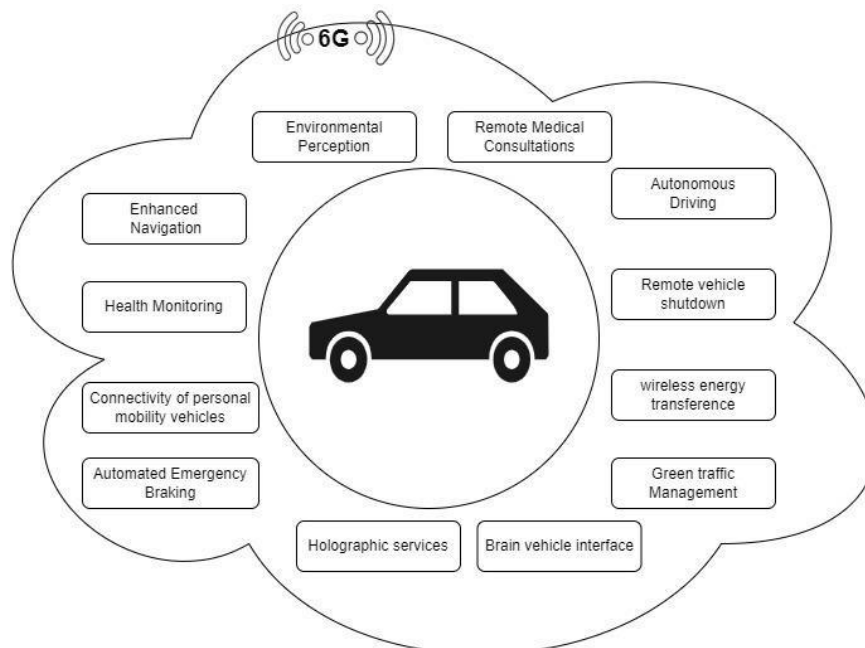 6G
Environmental
Perception
Remote Medical
Consultations
Enhanced
Navigation
Autonomous
Driving
Health Monitoring
Remote vehicle
shutdown
Connectivity of personal
mobility vehicles
wireless energy
transference
Automated Emergency
Braking
Green traffic
Management
Holographic services
Brain vehicle interface